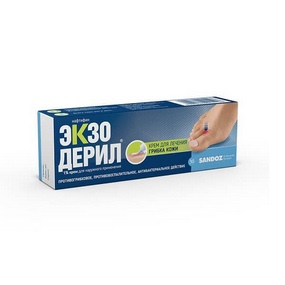 нафтифин
ЭКЗО
ДЕРИЛ®
1% крем для наружного применения
КРЕМ ДЛЯ ЛЕЧЕНИЯ
ГРИБКА КОЖИ
SANDOZ
ПРОТИВОГРИБКОВОЕ, ПРОТИВОВОСПАЛИТЕЛЬНОЕ, АНТИБАКТЕРИАЛЬНОЕ ДЕЙСТВИЕ